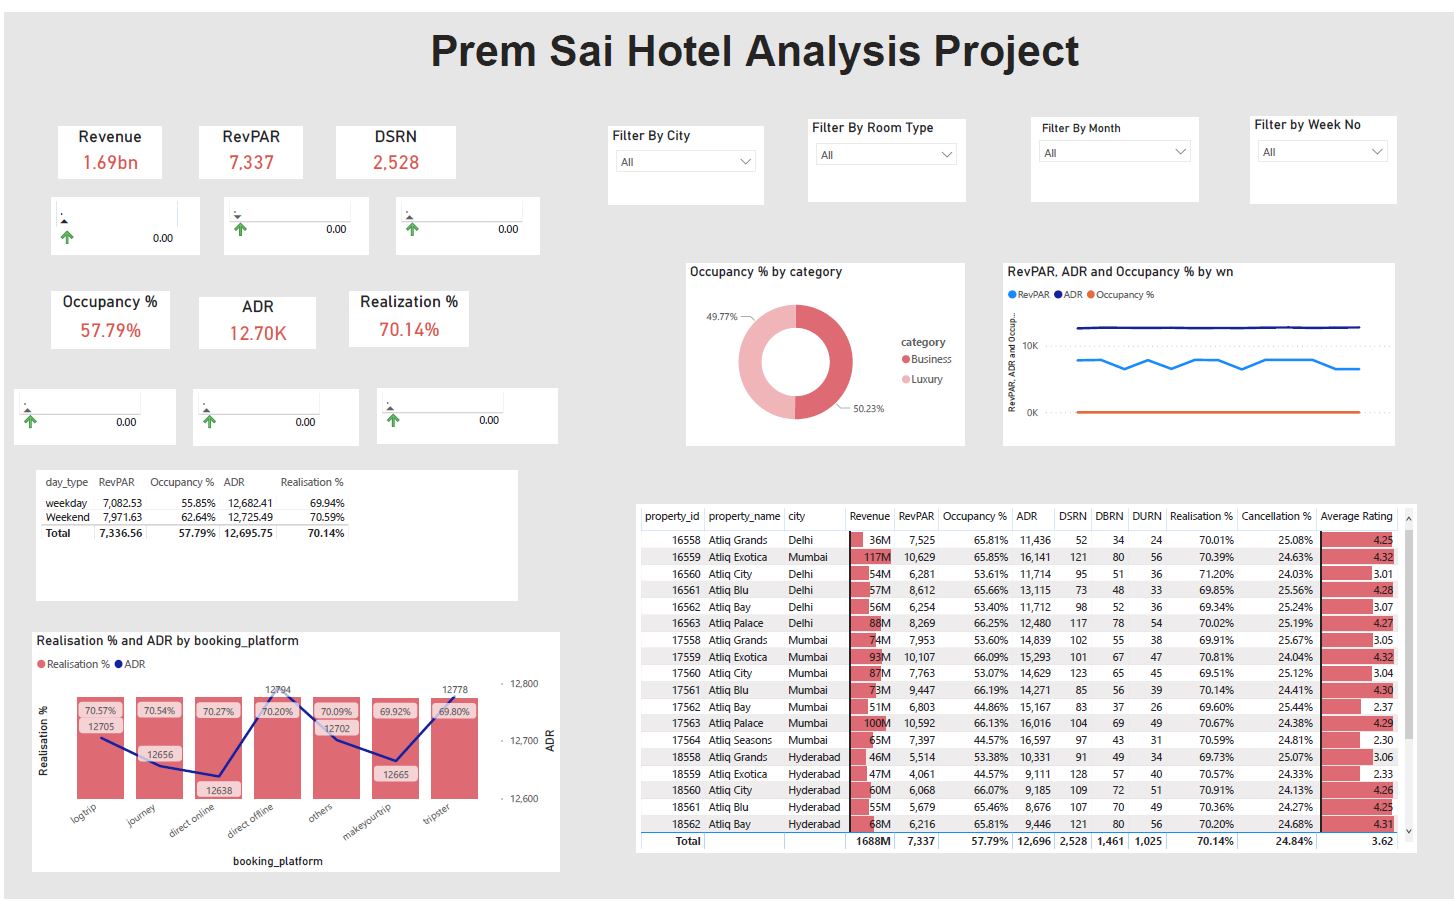 Prem Sai Hotel Analysis Project
Revenue
1.69bn
RevPAR
7,337
DSRN
2,528
Filter By City
All
Filter By Room Type
All
Filter By Month
All
Filter by Week No
All
0.00
0.00
0.00
Occupancy %
57.79%
ADR
12.70K
Realization %
70.14%
0.00
0.00
0.00
Occupancy % by category
49.77%
50.23%
category
Business
Luxury
RevPAR, ADR and Occupancy % by wn
RevPAR ADR Occupancy %
RevPAR, ADR and Occup...
10K
0K
day_type RevPAR Occupancy % ADR Realisation %
weekday 7,082.53 55.85% 12,682.41 69.94%
Weekend 7,971.63 62.64% 12,725.49 70.59%
Total 7,336.56 57.79% 12,695.75 70.14%
Realisation % and ADR by booking_platform
Realisation % ADR
Realisation %
70.57% 70.54% 70.27% 70.20% 70.09% 69.92% 69.80%
12705 12656 12638 12794 12702 12665 12778
12,800
12,700
12,600
ADR
logtrip journey direct online direct offline others makeyourtrip tripster
booking_platform
property_id property_name city Revenue RevPAR Occupancy % ADR DSRN DBRN DURN Realisation % Cancellation % Average Rating
16558 Atliq Grands Delhi 36M 7,525 65.81% 11,436 52 34 24 70.01% 25.08% 4.25
16559 Atliq Exotica Mumbai 117M 10,629 65.85% 16,141 121 80 56 70.39% 24.63% 4.32
16560 Atliq City Delhi 54M 6,281 53.61% 11,714 95 51 36 71.20% 24.03% 3.01
16561 Atliq Blu Delhi 57M 8,612 65.66% 13,115 73 48 33 69.85% 25.56% 4.28
16562 Atliq Bay Delhi 56M 6,254 53.40% 11,712 98 52 36 69.34% 25.24% 3.07
16563 Atliq Palace Delhi 88M 8,269 66.25% 12,480 117 78 54 70.02% 25.19% 4.27
17558 Atliq Grands Mumbai 74M 7,953 53.60% 14,839 102 55 38 69.91% 25.67% 3.05
17559 Atliq Exotica Mumbai 93M 10,107 66.09% 15,293 101 67 47 70.81% 24.04% 4.32
17560 Atliq City Mumbai 87M 7,763 53.07% 14,629 123 65 45 69.51% 25.12% 3.04
17561 Atliq Blu Mumbai 73M 9,447 66.19% 14,271 85 56 39 70.14% 24.41% 4.30
17562 Atliq Bay Mumbai 51M 6,803 44.86% 15,167 83 37 26 69.60% 25.44% 2.37
17563 Atliq Palace Mumbai 100M 10,592 66.13% 16,016 104 69 49 70.67% 24.38% 4.29
17564 Atliq Seasons Mumbai 65M 7,397 44.57% 16,597 97 43 31 70.59% 24.81% 2.30
18558 Atliq Grands Hyderabad 46M 5,514 53.38% 10,331 91 49 34 69.73% 25.07% 3.06
18559 Atliq Exotica Hyderabad 47M 4,061 44.57% 9,111 128 57 40 70.57% 24.33% 2.33
18560 Atliq City Hyderabad 60M 6,068 66.07% 9,185 109 72 51 70.91% 24.13% 4.26
18561 Atliq Blu Hyderabad 55M 5,679 65.46% 8,676 107 70 49 70.36% 24.27% 4.25
18562 Atliq Bay Hyderabad 68M 6,216 65.81% 9,446 121 80 56 70.20% 24.68% 4.31
Total 1688M 7,337 57.79% 12,696 2,528 1,461 1,025 70.14% 24.84% 3.62